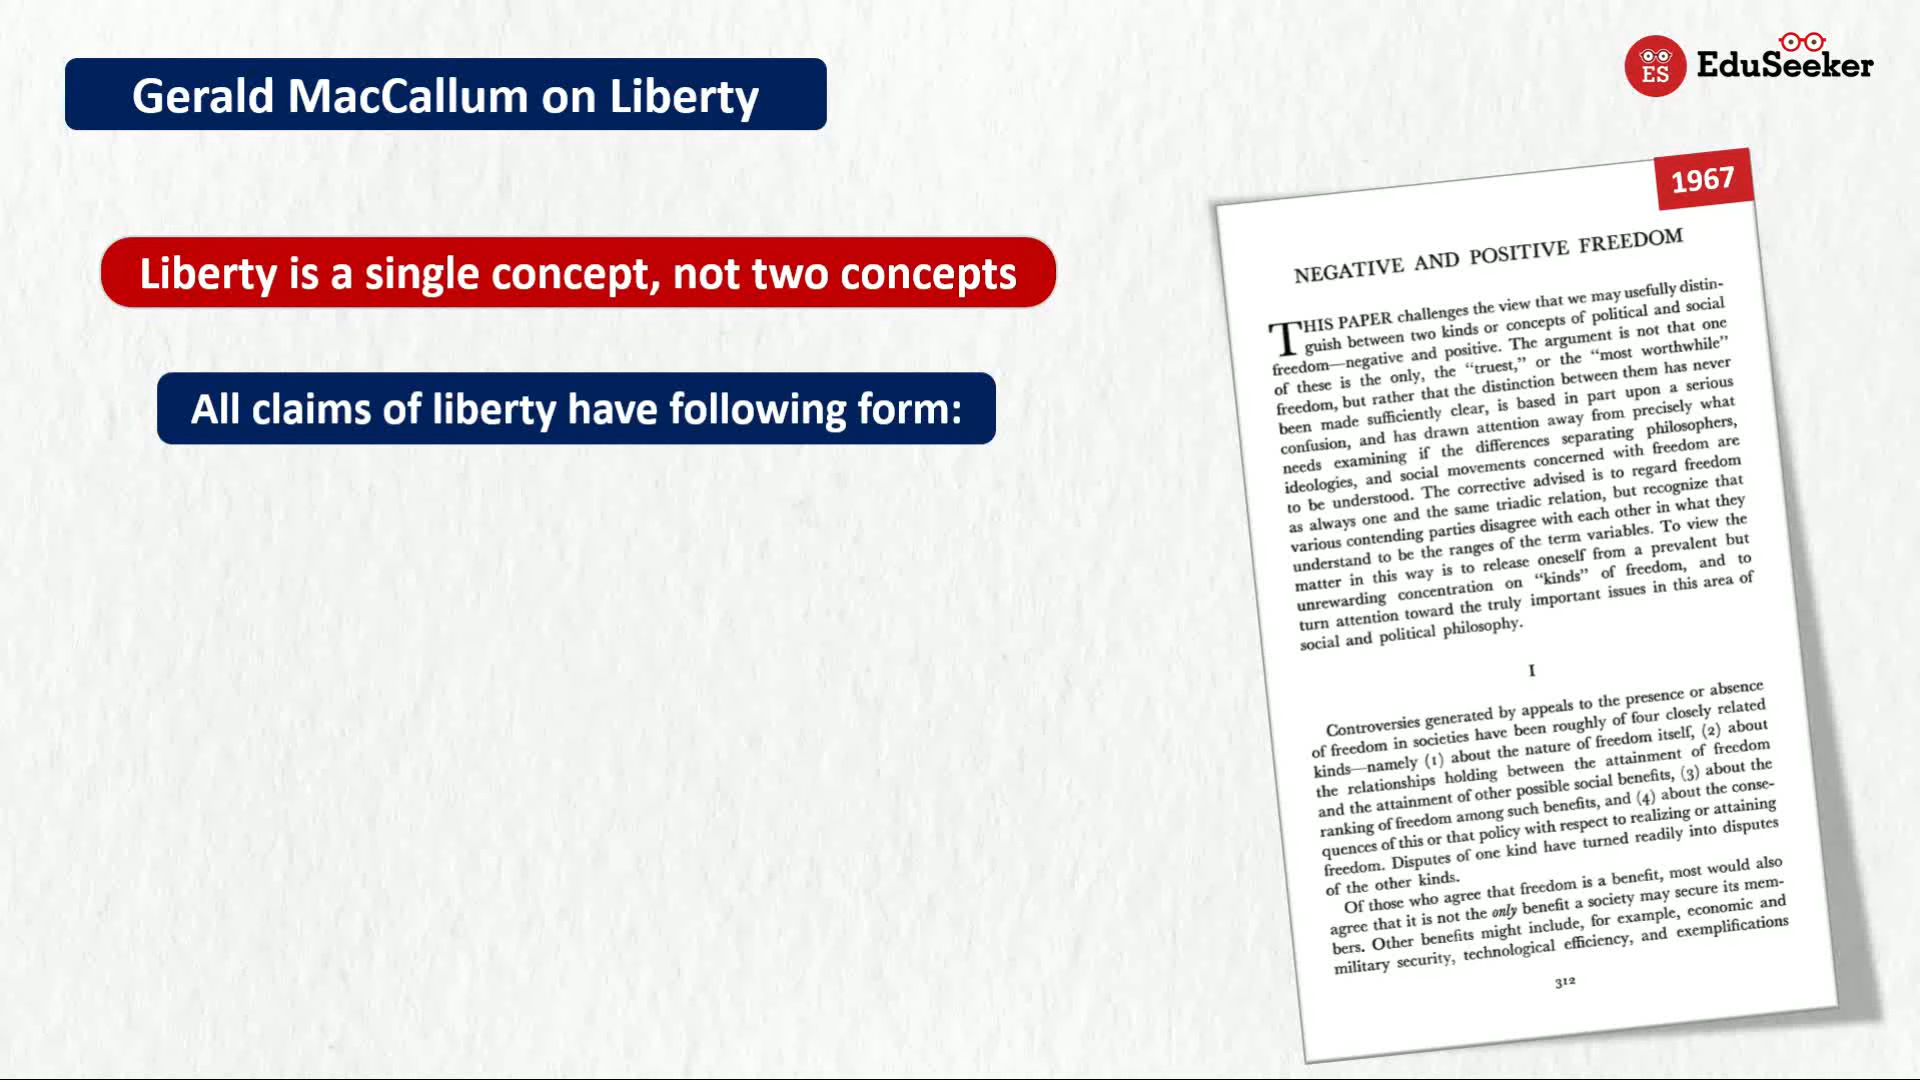 Gerald MacCallum on Liberty
ES
EduSeeker
Liberty is a single concept, not two concepts
All claims of liberty have following form:
1967
NEGATIVE AND POSITIVE FREEDOM
THIS PAPER challenges the view that we may usefully distin-
guish between two kinds or concepts of political and social
freedom—negative and positive. The argument is not that one
of these is the only, the “truest,” or the “most worthwhile”
freedom, but rather that the distinction between them has never
been made sufficiently clear, is based in part upon a serious
confusion, and has drawn attention away from precisely what
needs examining if the differences separating philosophers,
ideologies, and social movements concerned with freedom are
to be understood. The corrective advised is to regard freedom
as always one and the same triadic relation, but recognize that
various contending parties disagree with each other in what they
understand to be the ranges of the term variables. To view the
matter in this way is to release oneself from a prevalent but
unrewarding concentration on “kinds” of freedom, and to
turn attention toward the truly important issues in this area of
social and political philosophy.
I
Controversies generated by appeals to the presence or absence
of freedom in societies have been roughly of four closely related
kinds—namely (1) about the nature of freedom itself, (2) about
the relationships holding between the attainment of freedom
and the attainment of other possible social benefits, (3) about the
ranking of freedom among such benefits, and (4) about the conse-
quences of this or that policy with respect to realizing or attaining
freedom. Disputes of one kind have turned readily into disputes
of the other kinds.
Of those who agree that freedom is a benefit, most would also
agree that it is not the only benefit a society may secure its mem-
bers. Other benefits might include, for example, economic and
military security, technological efficiency, and exemplifications
312